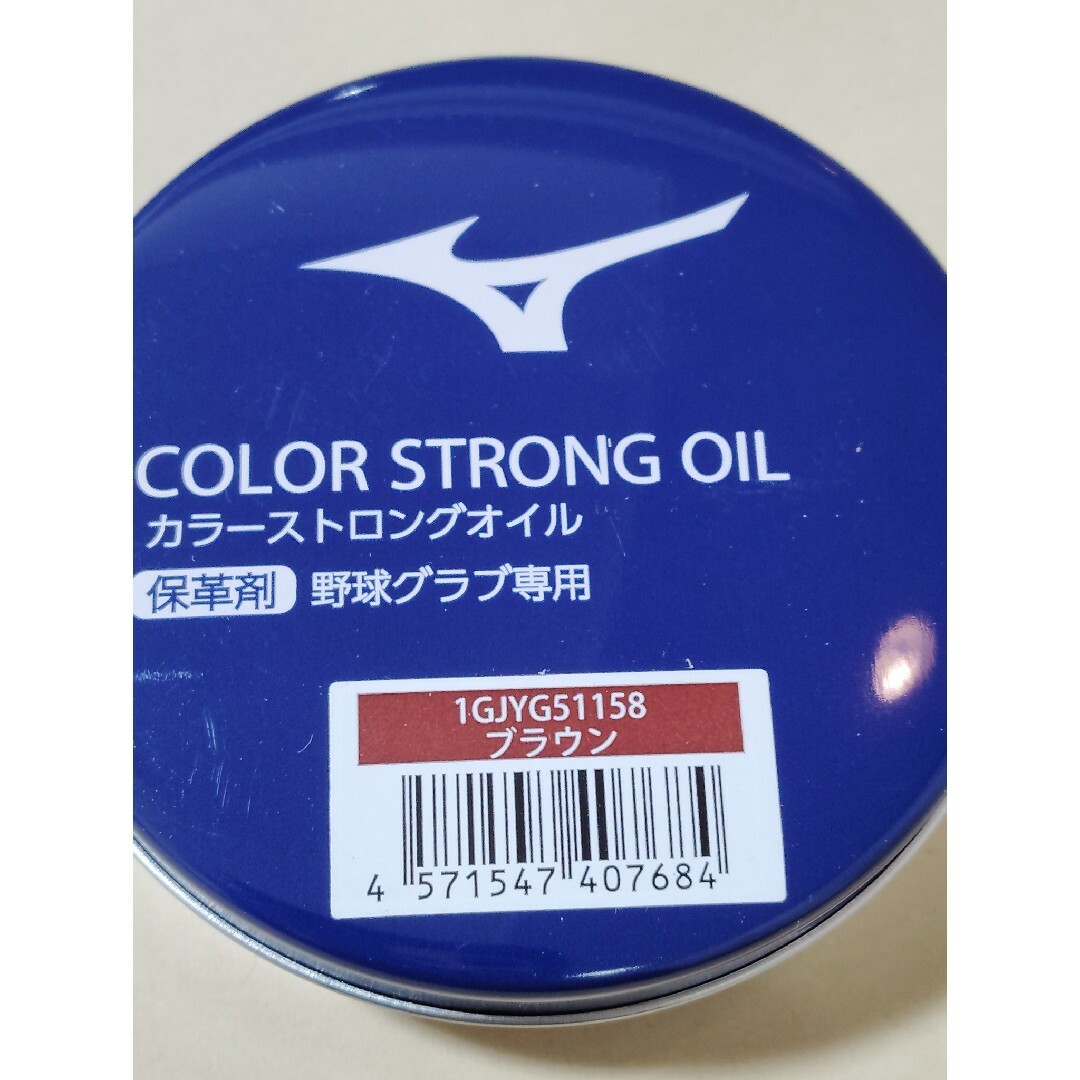 COLOR STRONG OIL
カラーストロングオイル
保革剤 野球グラブ専用
1GJYG51158
ブラウン
4 571547 407684